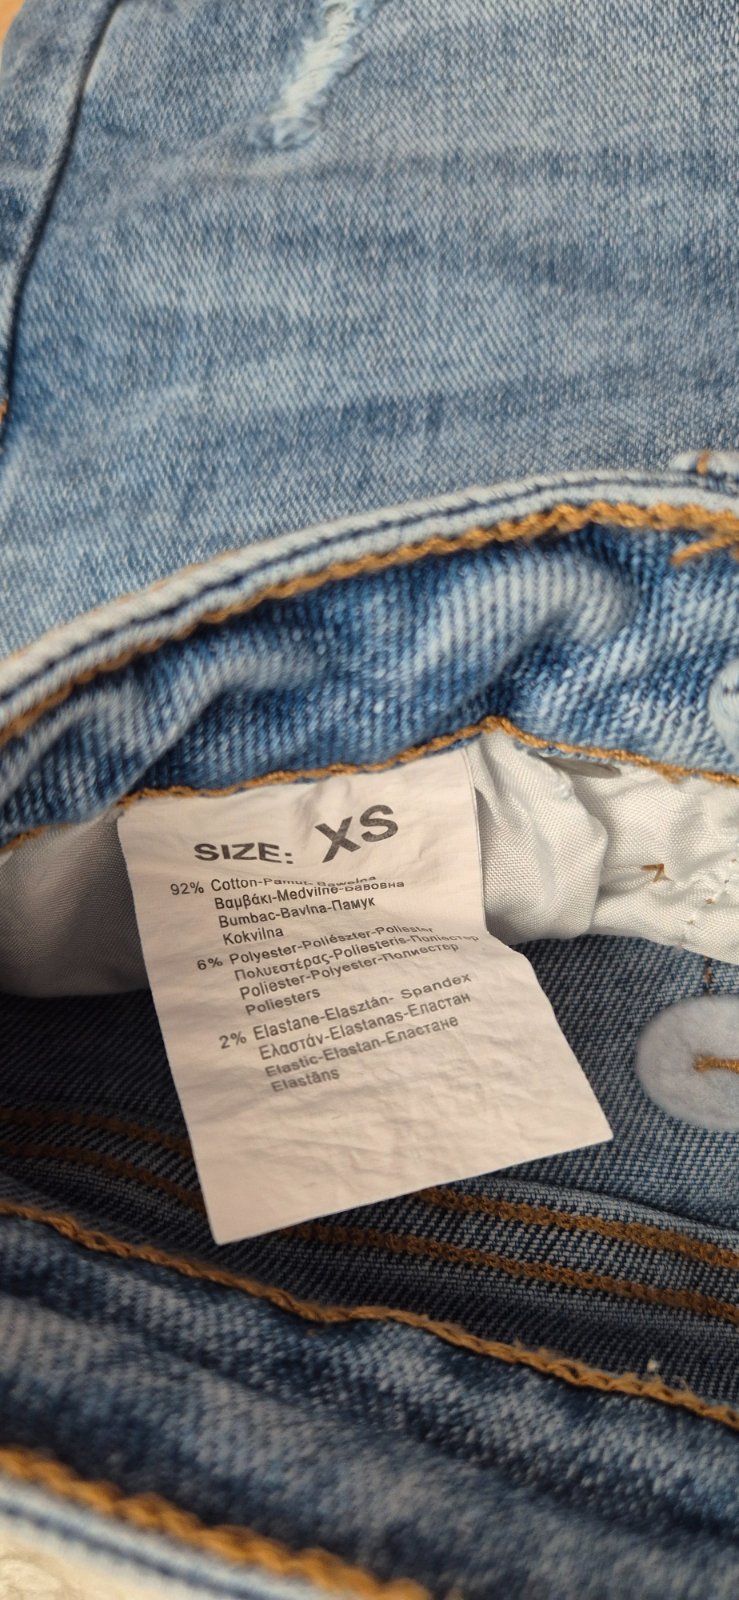 SIZE: XS
92% Cotton-Pamut-Bawełna
Βαμβάκι-Medvilnė-Бавовна
Bumbac-Bavlna-Памук
Kokvilna
6% Polyester-Poliészter-Poliester
Πολυεστέρας-Poliesteris-Поліестер
Poliester-Polyester-Полиестер
Poliesters
2% Elastane-Elasztán- Spandex
Ελαστάν-Elastanas-Еластан
Elastic-Elastan-Еластане
Elastāns